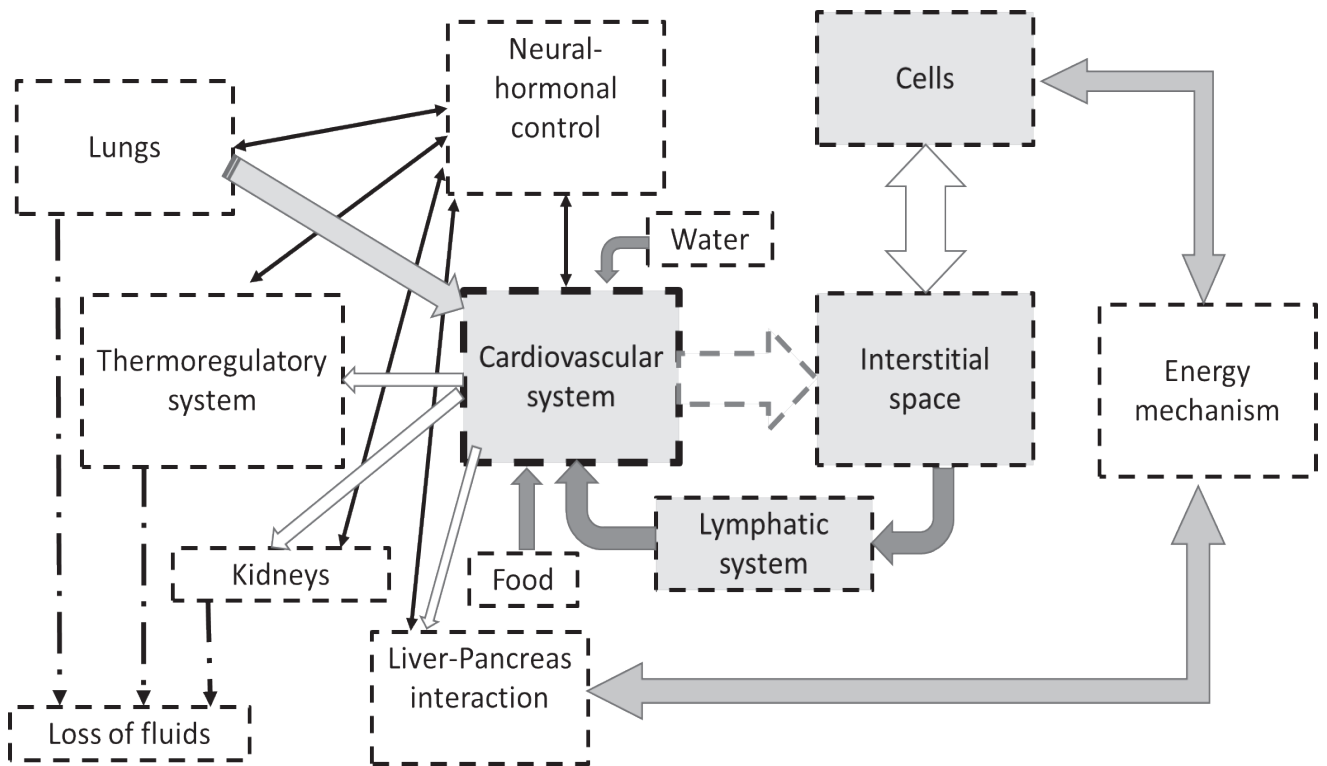 Neural-
hormonal
control
Cells
Lungs
Water
Thermoregulatory
system
Cardiovascular
system
Interstitial
space
Energy
mechanism
Lymphatic
system
Kidneys
Food
Liver-Pancreas
interaction
Loss of fluids